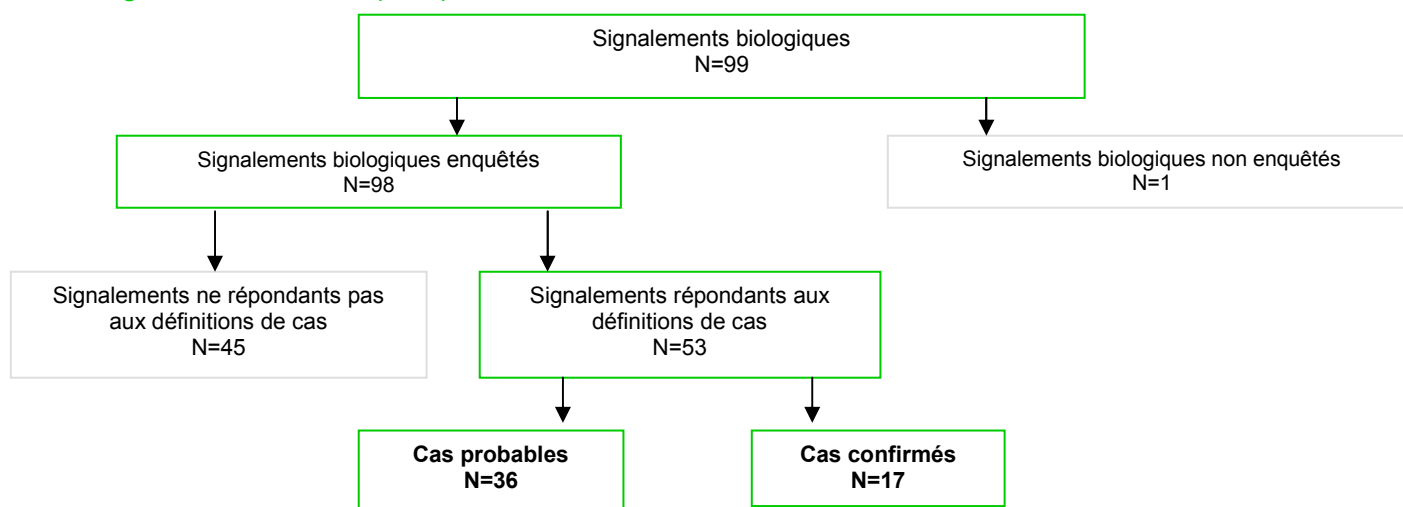 Signalements biologiques
N=99
Signalements biologiques enquêtés
N=98
Signalements biologiques non enquêtés
N=1
Signalements ne répondants pas
aux définitions de cas
N=45
Signalements répondants aux
définitions de cas
N=53
Cas probables
N=36
Cas confirmés
N=17